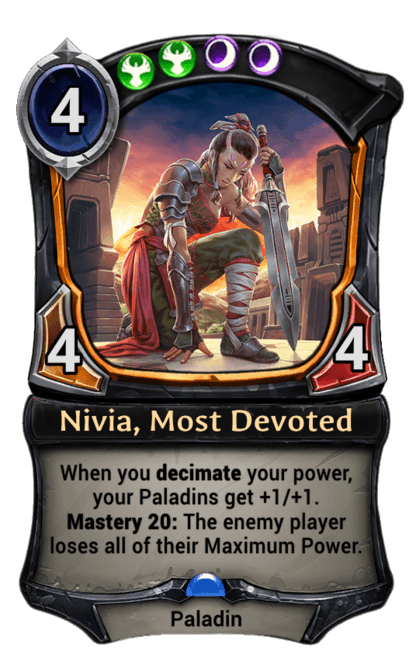 4
4
4
Nivia, Most Devoted
When you decimate your power,
your Paladins get +1/+1.
Mastery 20: The enemy player
loses all of their Maximum Power.
Paladin